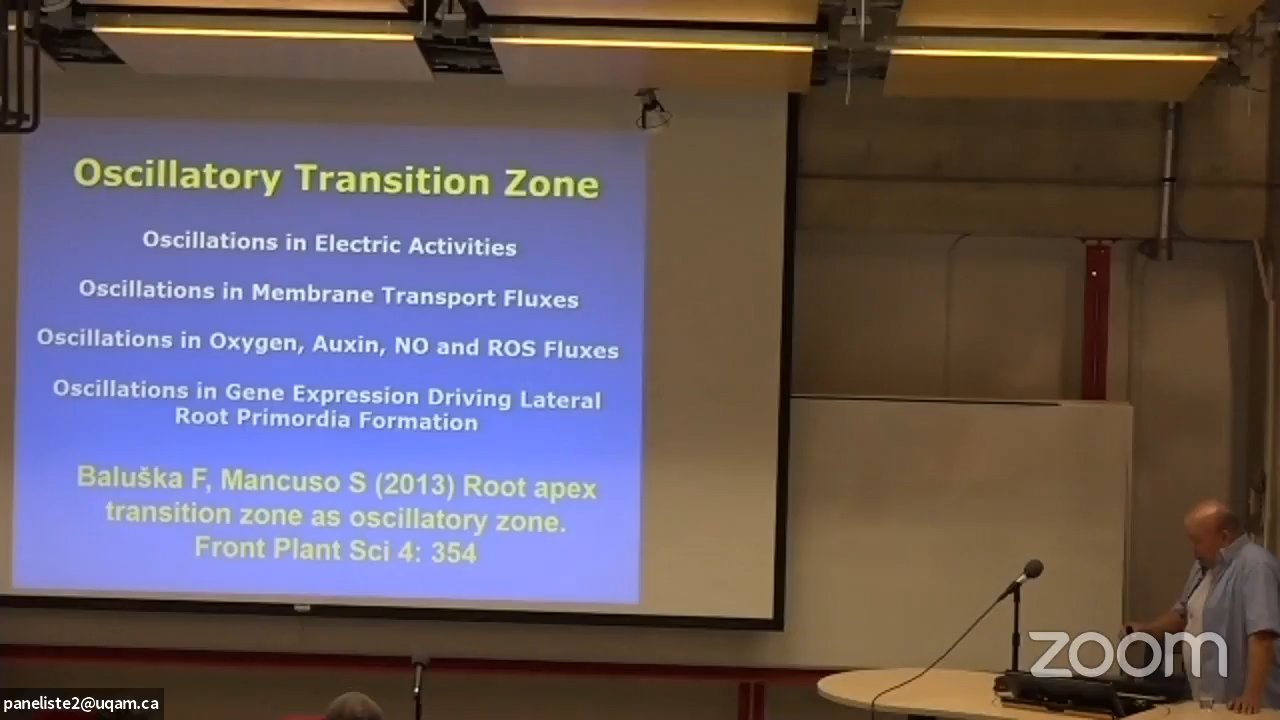 Oscillatory Transition Zone
Oscillations in Electric Activities
Oscillations in Membrane Transport Fluxes
Oscillations in Oxygen, Auxin, NO and ROS Fluxes
Oscillations in Gene Expression Driving Lateral
Root Primordia Formation
Baluška F, Mancuso S (2013) Root apex
transition zone as oscillatory zone.
Front Plant Sci 4: 354
zoom
paneliste2@uqam.ca